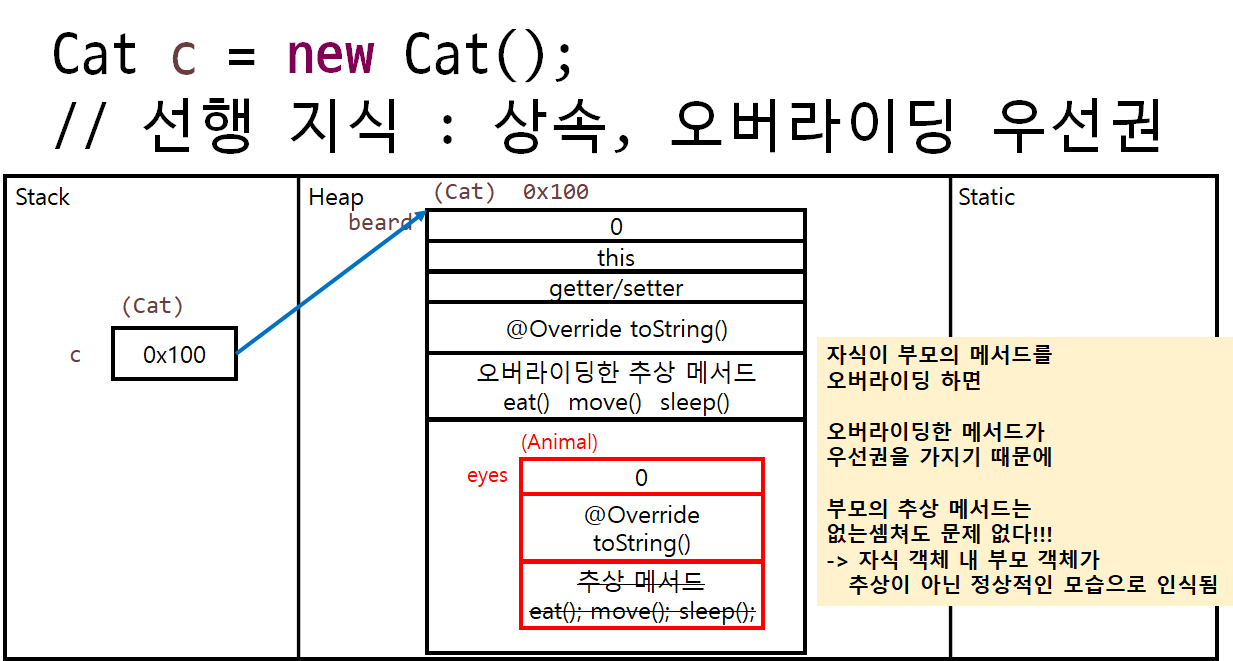 Cat c = new Cat();
// 선행 지식 : 상속, 오버라이딩 우선권
Stack
Heap
(Cat) 0x100
Static
beard
0
this
getter/setter
@Override toString()
오버라이딩한 추상 메서드
eat() move() sleep()
(Cat)
c
0x100
(Animal)
eyes
0
@Override
toString()
추상 메서드
eat(); move(); sleep();
자식이 부모의 메서드를
오버라이딩 하면
오버라이딩한 메서드가
우선권을 가지기 때문에
부모의 추상 메서드는
없는셈쳐도 문제 없다!!!
-> 자식 객체 내 부모 객체가
추상이 아닌 정상적인 모습으로 인식됨